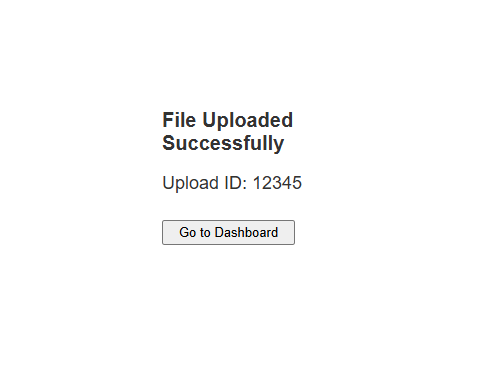 File Uploaded
Successfully
Upload ID: 12345
Go to Dashboard